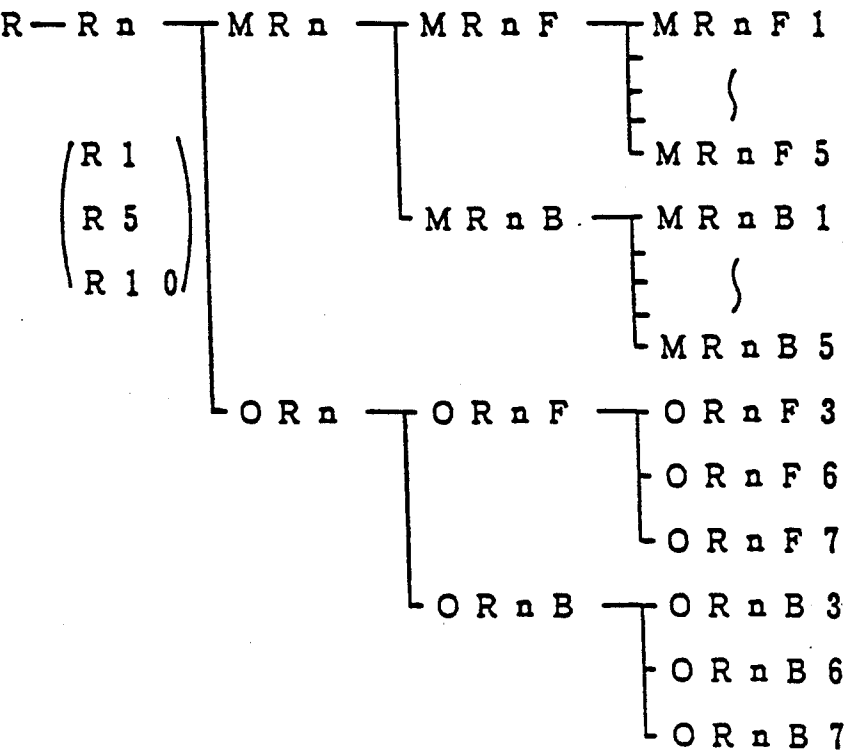 R Rn MRn MRnF MRnF1
R1 MRnF5
R5 MRnB MRnB1
R10
MRnB5
ORn ORnF ORnF3
ORnF6
ORnF7
ORnB ORnB3
ORnB6
ORnB7